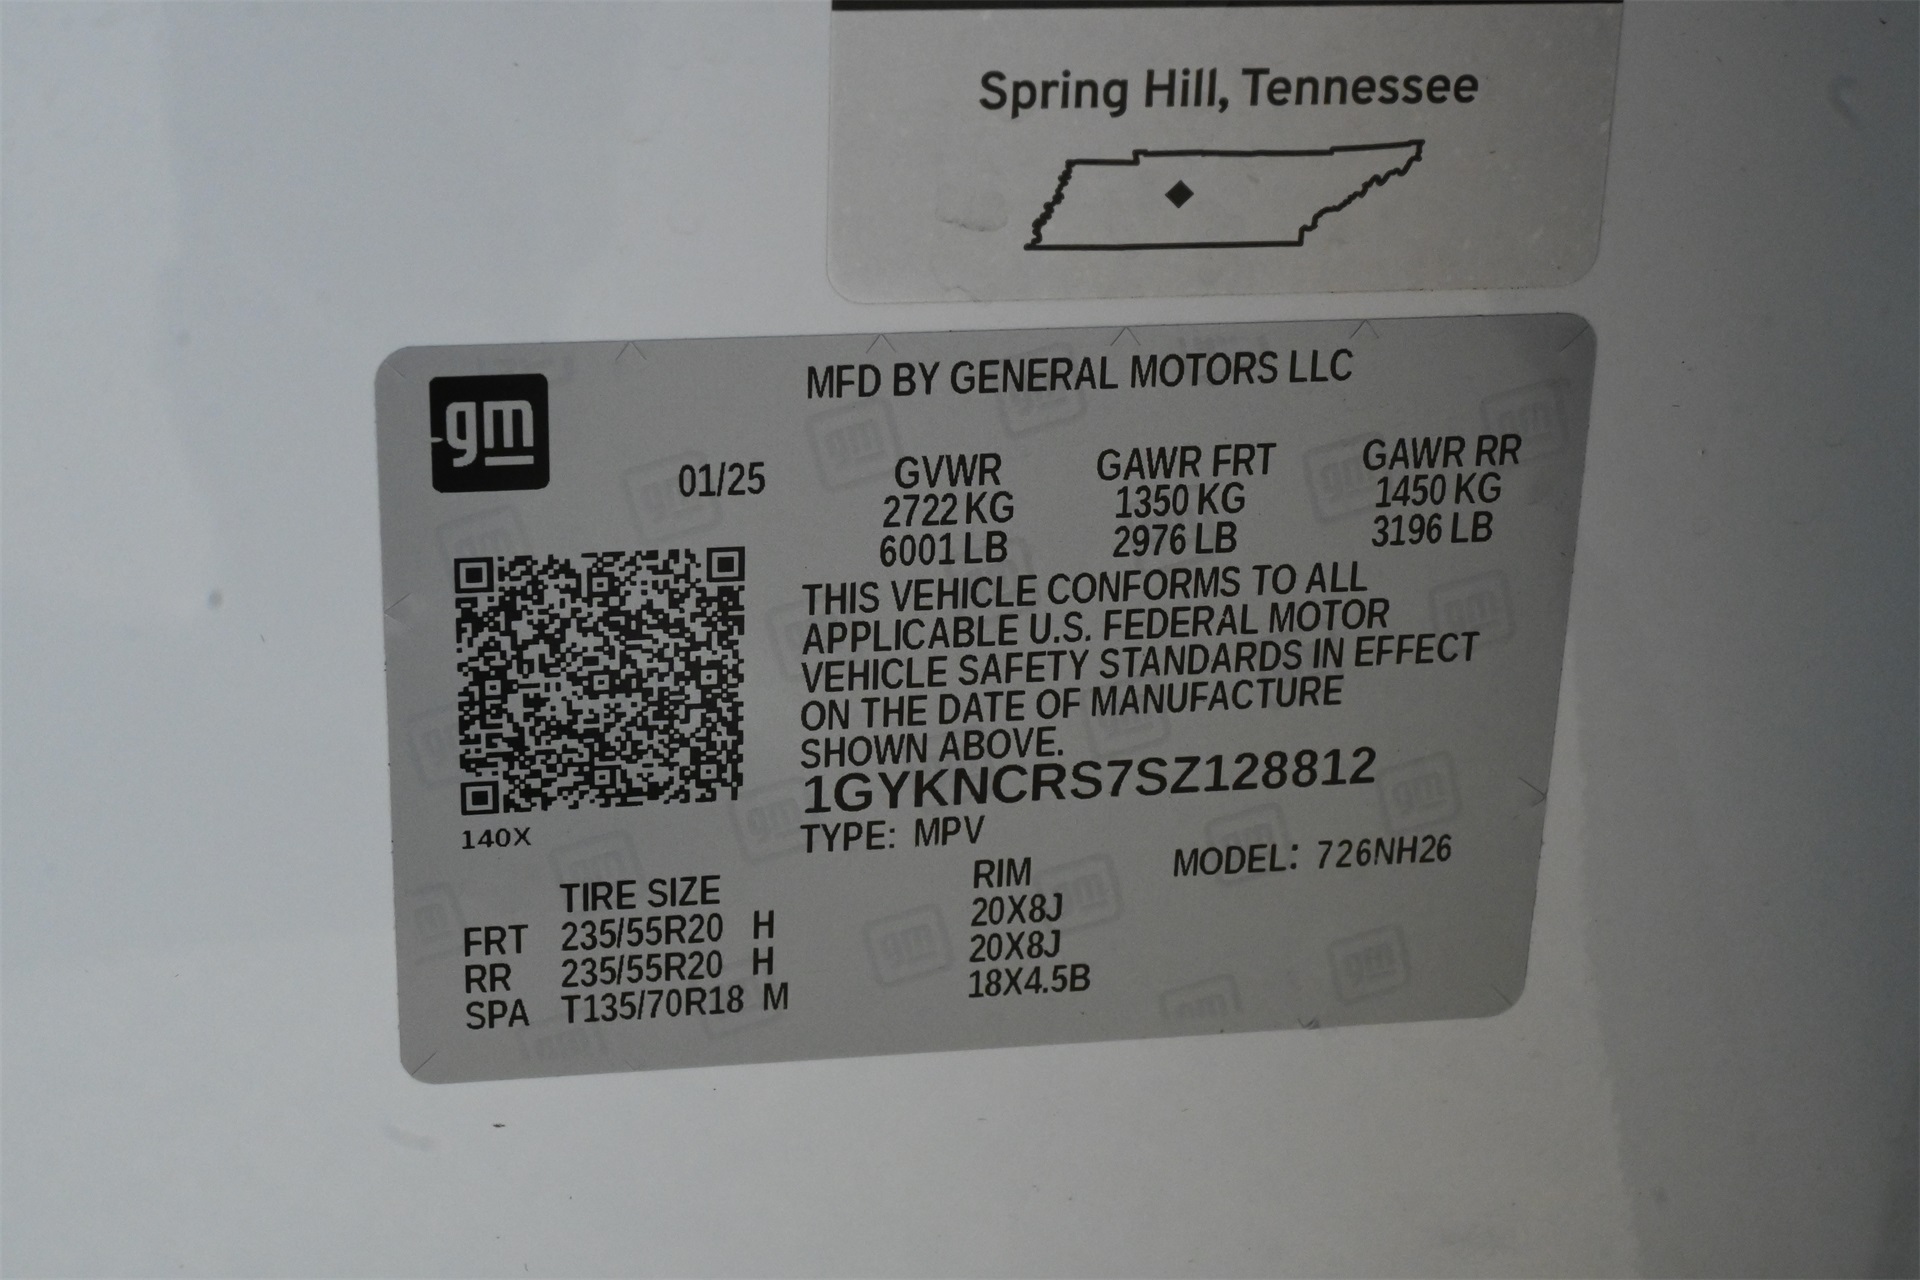 Spring Hill, Tennessee
gm
MFD BY GENERAL MOTORS LLC
01/25 GVWR GAWR FRT GAWR RR
2722 KG 1350 KG 1450 KG
6001 LB 2976 LB 3196 LB
THIS VEHICLE CONFORMS TO ALL
APPLICABLE U.S. FEDERAL MOTOR
VEHICLE SAFETY STANDARDS IN EFFECT
ON THE DATE OF MANUFACTURE
SHOWN ABOVE.
1GYKNCRS7SZ128812
140X
TYPE: MPV
MODEL: 726NH26
TIRE SIZE RIM
FRT 235/55R20 H 20X8J
RR 235/55R20 H 20X8J
SPA T135/70R18 M 18X4.5B